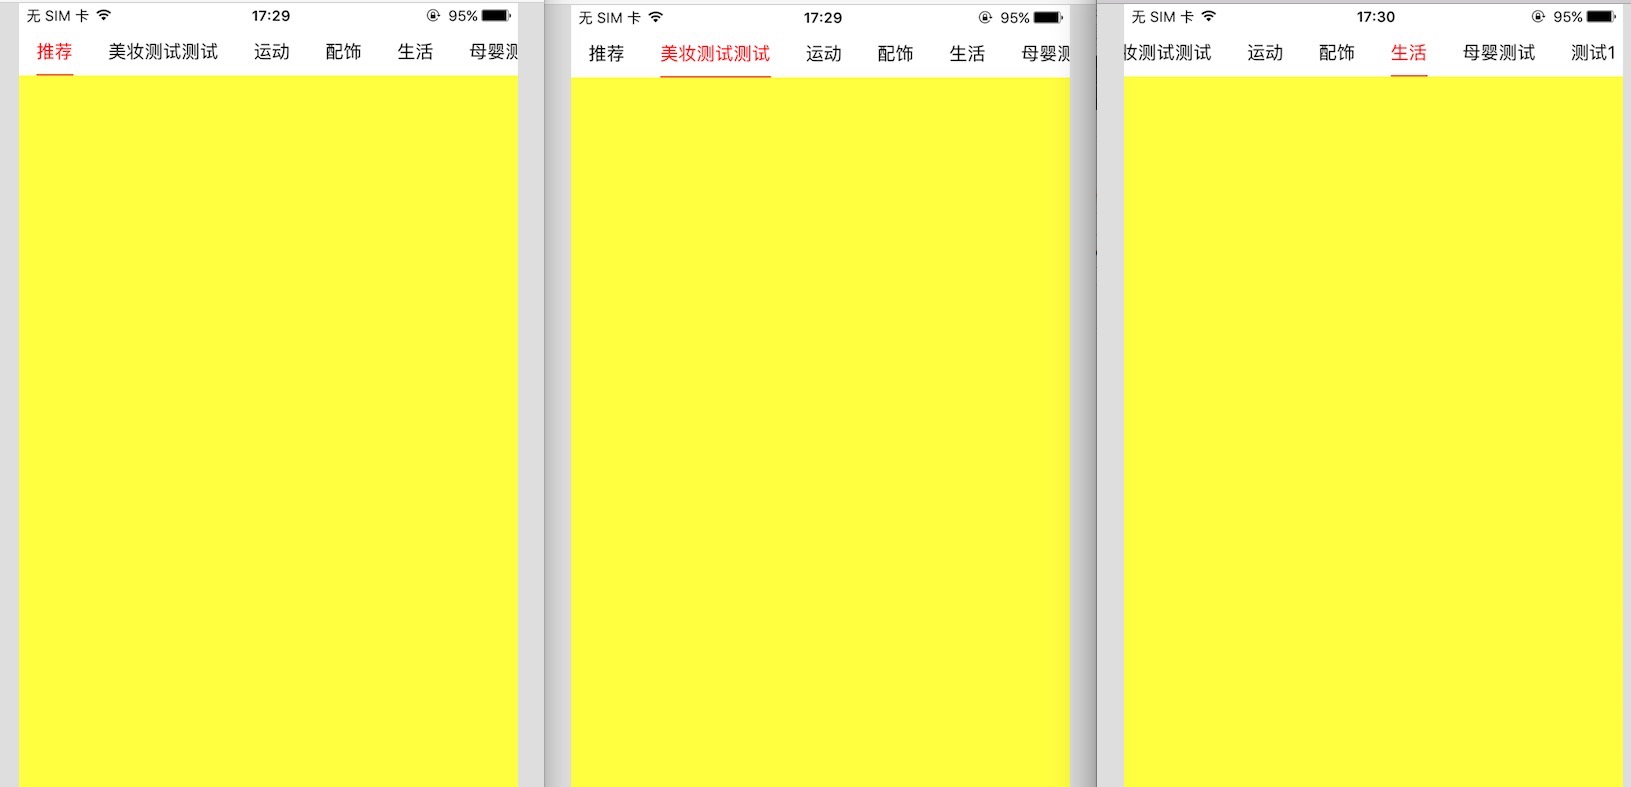 无 SIM 卡 17:29 95%
推荐 美妆测试测试 运动 配饰 生活 母婴
无 SIM 卡 17:29 95%
推荐 美妆测试测试 运动 配饰 生活 母婴
无 SIM 卡 17:30 95%
测试测试 运动 配饰 生活 母婴测试 测试1